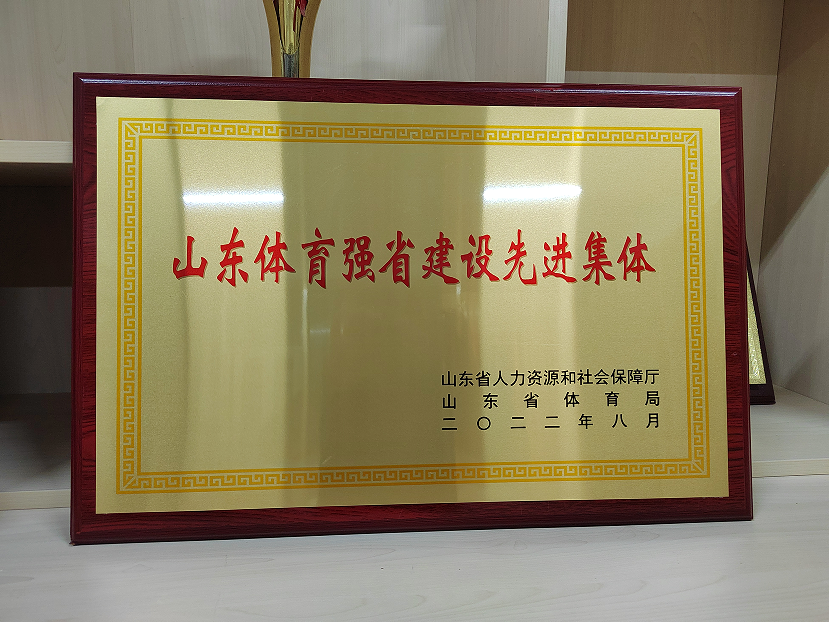 山东体育强省建设先进集体
山东省人力资源和社会保障厅
山东省体育局
二〇二二年八月